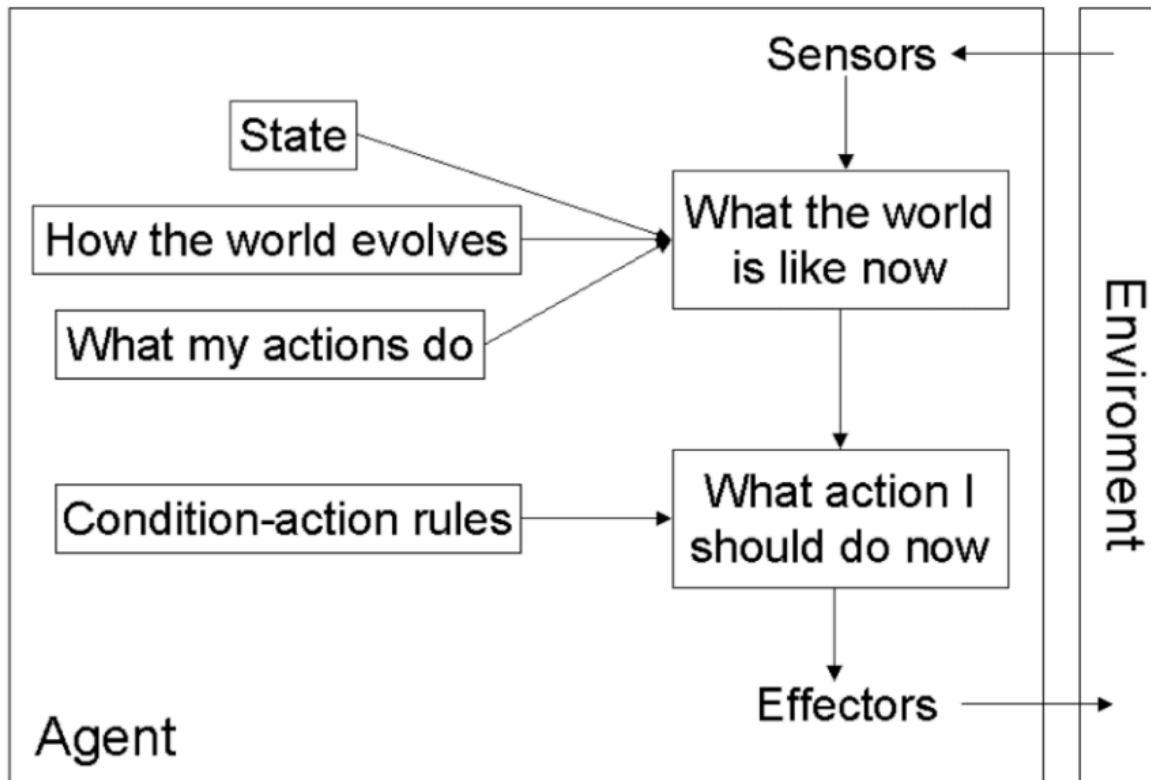 Sensors
State
What the world
is like now
How the world evolves
What my actions do
Condition-action rules
What action I
should do now
Effectors
Agent
Enviroment